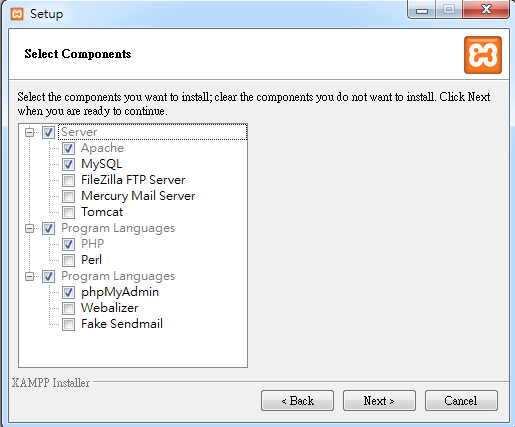 Setup
Select Components
Select the components you want to install; clear the components you do not want to install. Click Next
when you are ready to continue.
Server
Apache
MySQL
FileZilla FTP Server
Mercury Mail Server
Tomcat
Program Languages
PHP
Perl
Program Languages
phpMyAdmin
Webalizer
Fake Sendmail
XAMPP Installer
< Back
Next >
Cancel